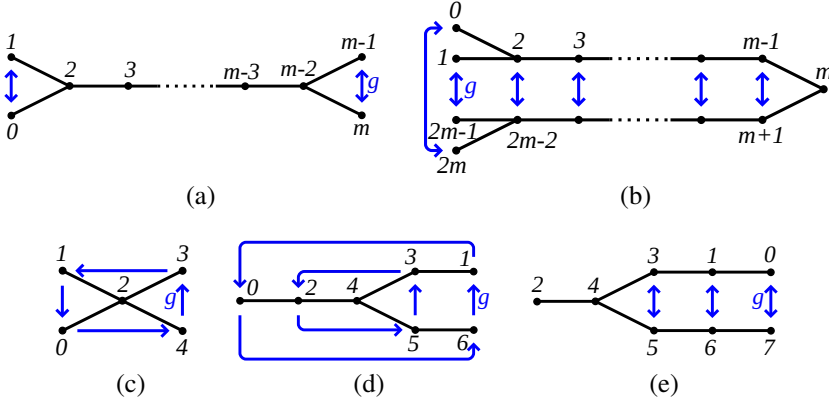 1 2 3 m-3 m-2 m-1
g
0 m
(a)
0
1 2 3 m-1 m
g
2m-1 2m-2 m+1
2m
(b)
1 2 3
g
0 4
(c)
0 2 4 3 1
g
5 6
(d)
2 4 3 1 0
g
5 6 7
(e)